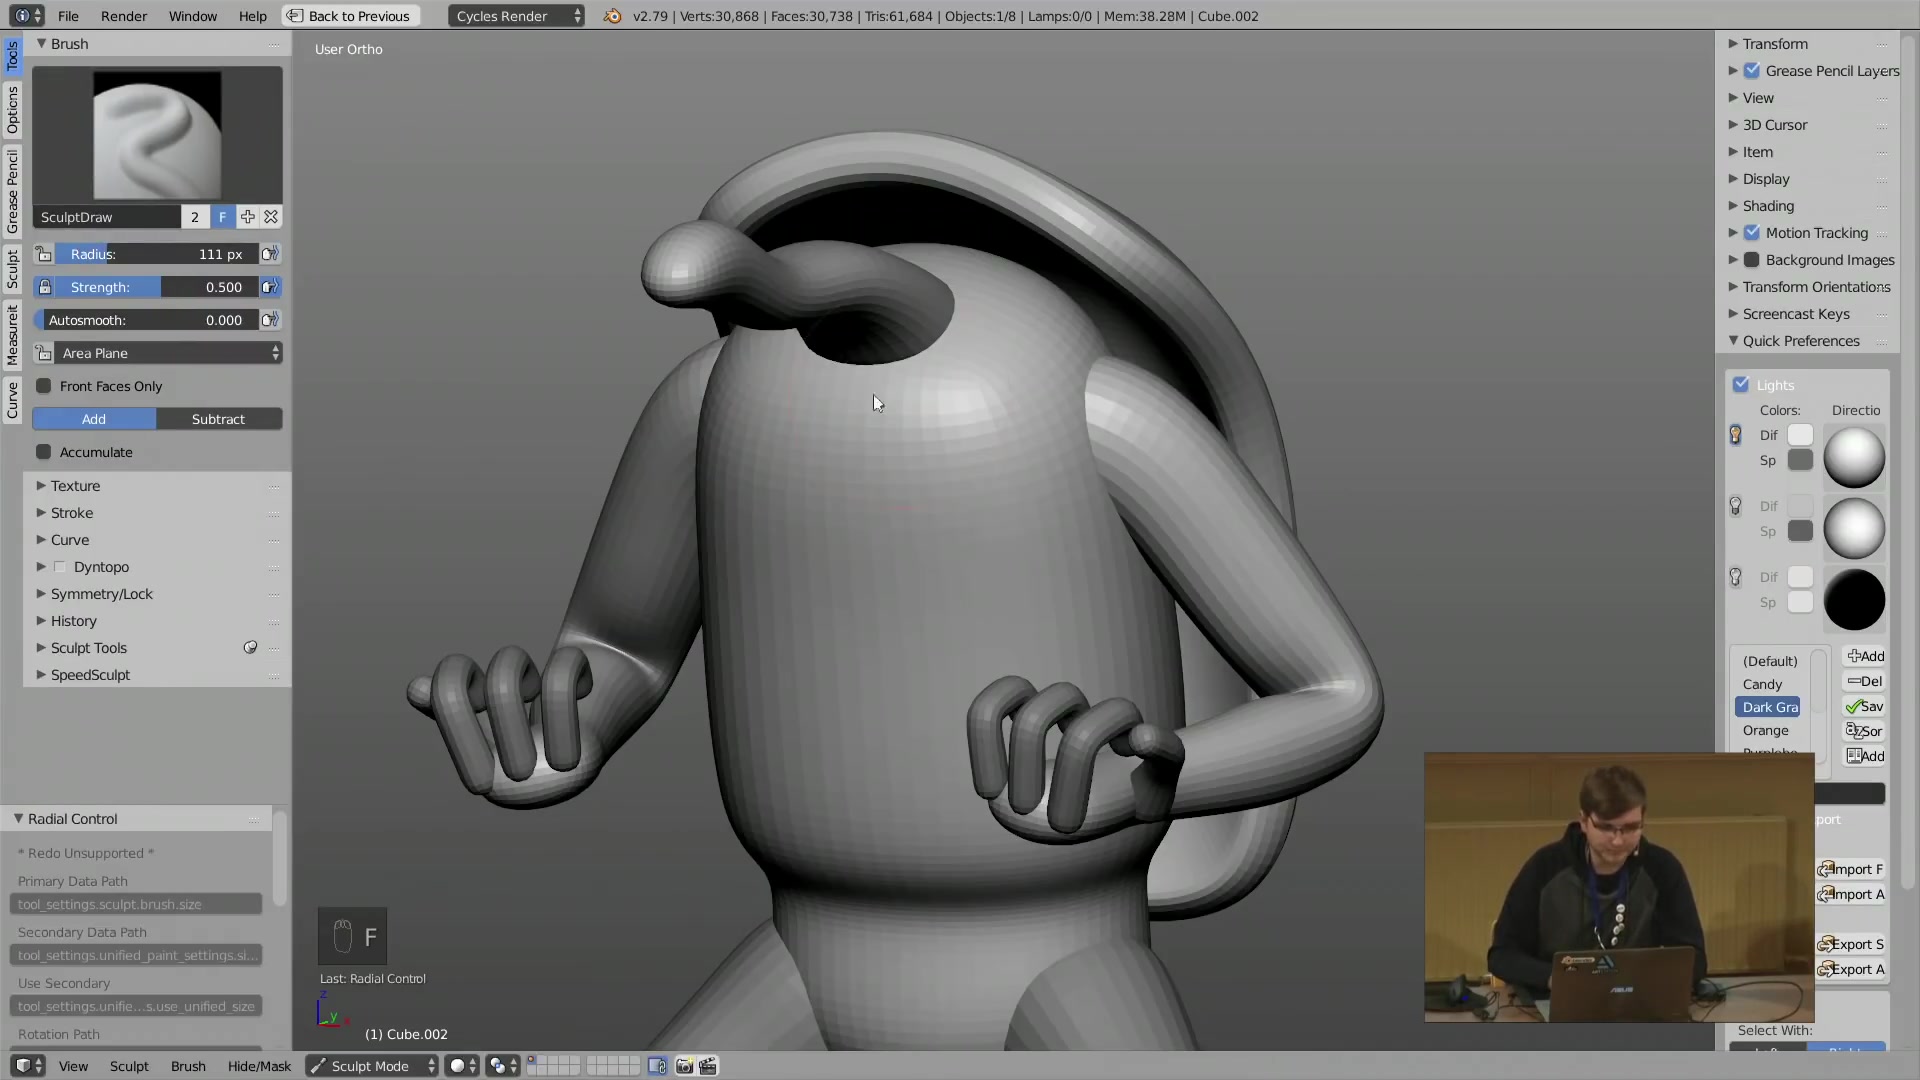 File Render Window Help Back to Previous Cycles Render v2.79 | Verts:30,868 | Faces:30,738 | Tris:61,684 | Objects:1/8 | Lamps:0/0 | Mem:38.28M | Cube.002
Tools
Options
Grease Pencil
Sculpt
Measureit
Curve
Brush
SculptDraw 2 F
Radius: 111 px
Strength: 0.500
Autosmooth: 0.000
Area Plane
Front Faces Only
Add Subtract
Accumulate
Texture
Stroke
Curve
Dyntopo
Symmetry/Lock
History
Sculpt Tools
SpeedSculpt
Radial Control
* Redo Unsupported *
Primary Data Path
tool_settings.sculpt.brush.size
Secondary Data Path
tool_settings.unified_paint_settings.si...
Use Secondary
tool_settings.unifie...s.use_unified_size
Rotation Path
User Ortho
F
Last: Radial Control
z
y
(1) Cube.002
Transform
Grease Pencil Layers
View
3D Cursor
Item
Display
Shading
Motion Tracking
Background Images
Transform Orientations
Screencast Keys
Quick Preferences
Lights
Colors: Directio
Dif
Sp
Dif
Sp
Dif
Sp
(Default) Add
Candy Del
Dark Gra Sav
Orange Sor
Add
port
Import F
Import A
Export S
Export A
ASUS
Select With:
View Sculpt Brush Hide/Mask Sculpt Mode